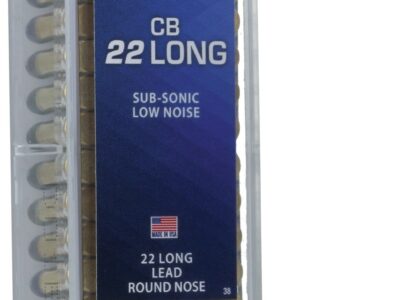 CB
22 LONG
SUB-SONIC
LOW NOISE
MADE IN USA
22 LONG
LEAD
ROUND NOSE
38